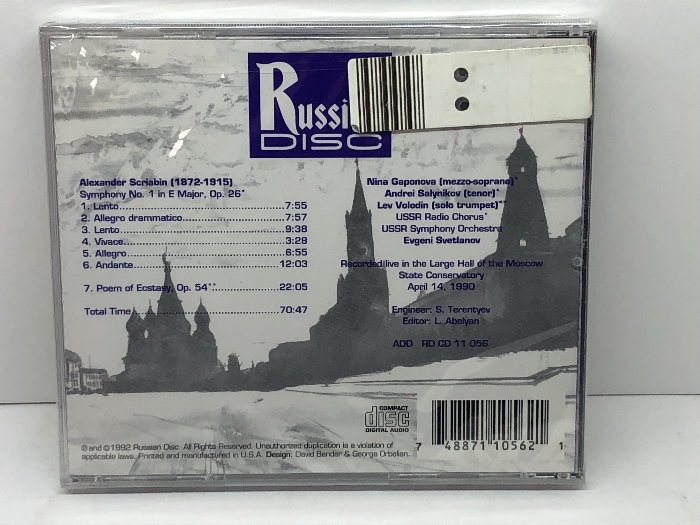 Russi
DISC
Alexander Scriabin (1872-1915)
Symphony No. 1 in E Major, Op. 26*
1. Lento 7:55
2. Allegro drammatico 7:57
3. Lento 9:38
4. Vivace 3:28
5. Allegro 6:55
6. Andante 12:03
7. Poem of Ecstasy, Op. 54** 22:05
Total Time 70:47
Nina Gaponova (mezzo-soprano)*
Andrei Salynikov (tenor)*
Lev Volodin (solo trumpet)**
USSR Radio Chorus*
USSR Symphony Orchestra
Evgeni Svetlanov
Recorded live in the Large Hall of the Moscow
State Conservatory
April 14, 1990
Engineer: S. Terentyev
Editor: L. Abelyan
ADD RD CD 11 056
COMPACT
disc
DIGITAL AUDIO
7 48871 10562 1
℗ and © 1992 Russian Disc. All Rights Reserved. Unauthorized duplication is a violation of
applicable laws. Printed and manufactured in U.S.A. Design: David Bender & George Orbelian.